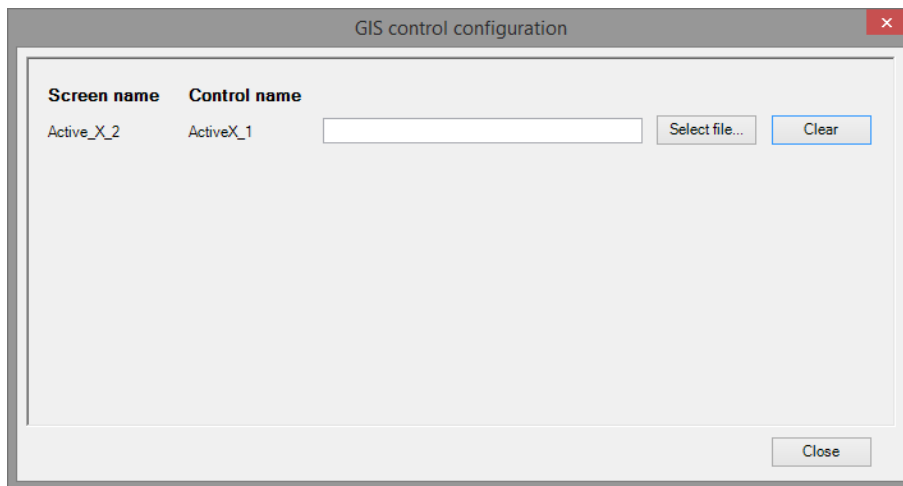 GIS control configuration
Screen name Control name
Active_X_2 ActiveX_1 Select file... Clear
Close